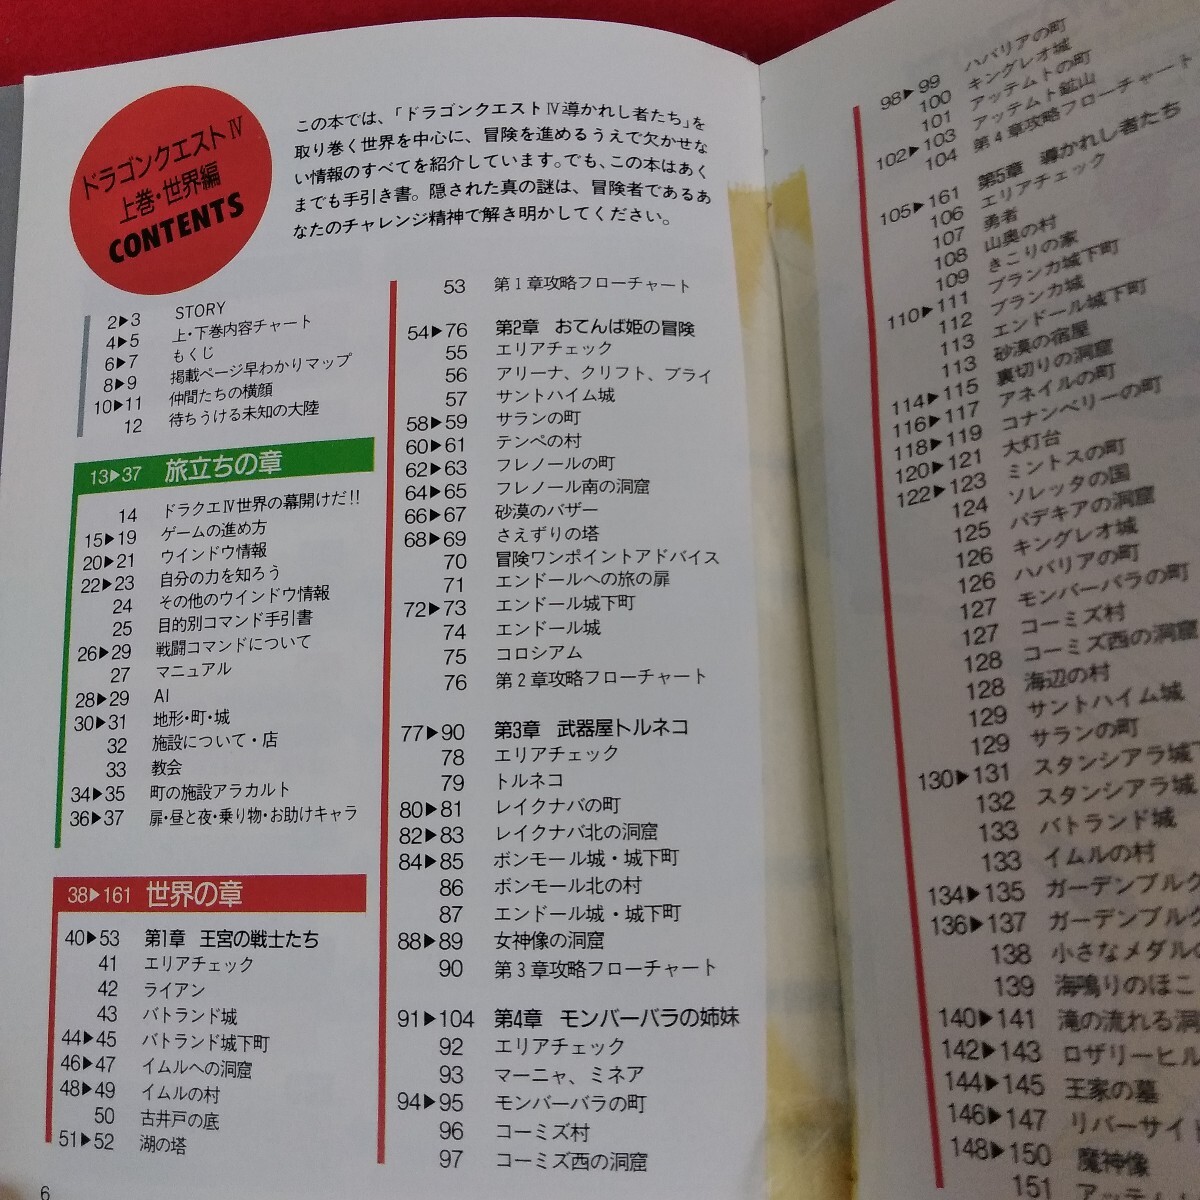 ドラゴンクエストⅣ
上巻・世界編
CONTENTS
この本では、「ドラゴンクエストⅣ導かれし者たち」を
取り巻く世界を中心に、冒険を進めるうえで欠かせな
い情報のすべてを紹介しています。でも、この本はあく
までも手引き書。隠された真の謎は、冒険者であるあ
なたのチャレンジ精神で解き明かしてください。
2▶3 STORY
4▶5 上・下巻内容チャート
6▶7 もくじ
8▶9 掲載ページ早わかりマップ
10▶11 仲間たちの横顔
12 待ちうける未知の大陸
13▶37 旅立ちの章
14 ドラクエⅣ世界の幕開けだ!!
15▶19 ゲームの進め方
20▶21 ウインドウ情報
22▶23 自分の力を知ろう
24 その他のウインドウ情報
25 目的別コマンド手引書
26▶29 戦闘コマンドについて
27 マニュアル
28▶29 AI
30▶31 地形・町・城
32 施設について・店
33 教会
34▶35 町の施設アラカルト
36▶37 扉・昼と夜・乗り物・お助けキャラ
38▶161 世界の章
40▶53 第1章 王宮の戦士たち
41 エリアチェック
42 ライアン
43 バトランド城
44▶45 バトランド城下町
46▶47 イムルへの洞窟
48▶49 イムルの村
50 古井戸の底
51▶52 湖の塔
53 第1章攻略フローチャート
54▶76 第2章 おてんば姫の冒険
55 エリアチェック
56 アリーナ、クリフト、ブライ
57 サントハイム城
58▶59 サランの町
60▶61 テンペの村
62▶63 フレノールの町
64▶65 フレノール南の洞窟
66▶67 砂漠のバザー
68▶69 さえずりの塔
70 冒険ワンポイントアドバイス
71 エンドールへの旅の扉
72▶73 エンドール城下町
74 エンドール城
75 コロシアム
76 第2章攻略フローチャート
77▶90 第3章 武器屋トルネコ
78 エリアチェック
79 トルネコ
80▶81 レイクナバの町
82▶83 レイクナバ北の洞窟
84▶85 ボンモール城・城下町
86 ボンモール北の村
87 エンドール城・城下町
88▶89 女神像の洞窟
90 第3章攻略フローチャート
91▶104 第4章 モンバーバラの姉妹
92 エリアチェック
93 マーニャ、ミネア
94▶95 モンバーバラの町
96 コーミズ村
97 コーミズ西の洞窟
6
98▶99 ハバリアの町
100 キングレオ城
101 アッテムトの町
102▶103 アッテムト鉱山
104 第4章攻略フローチャート
105▶161 第5章 導かれし者たち
106 エリアチェック
107 勇者
108 山奥の村
109 きこりの家
110▶111 ブランカ城下町
112 ブランカ城
113 エンドール城下町
113 砂漠の宿屋
114▶115 裏切りの洞窟
116▶117 アネイルの町
118▶119 コナンベリーの町
120▶121 大灯台
122▶123 ミントスの町
124 ソレッタの国
125 パデキアの洞窟
126 キングレオ城
126 ハバリアの町
127 モンバーバラの町
127 コーミズ村
128 コーミズ西の洞窟
128 海辺の村
129 サントハイム城
129 サランの町
130▶131 スタンシアラ城下
132 スタンシアラ城
133 バトランド城
133 イムルの村
134▶135 ガーデンブルク
136▶137 ガーデンブルク
138 小さなメダルの
139 海鳴りのほこ
140▶141 滝の流れる洞
142▶143 ロザリーヒル
144▶145 王家の墓
146▶147 リバーサイド
148▶150 魔神像
151 アッテム